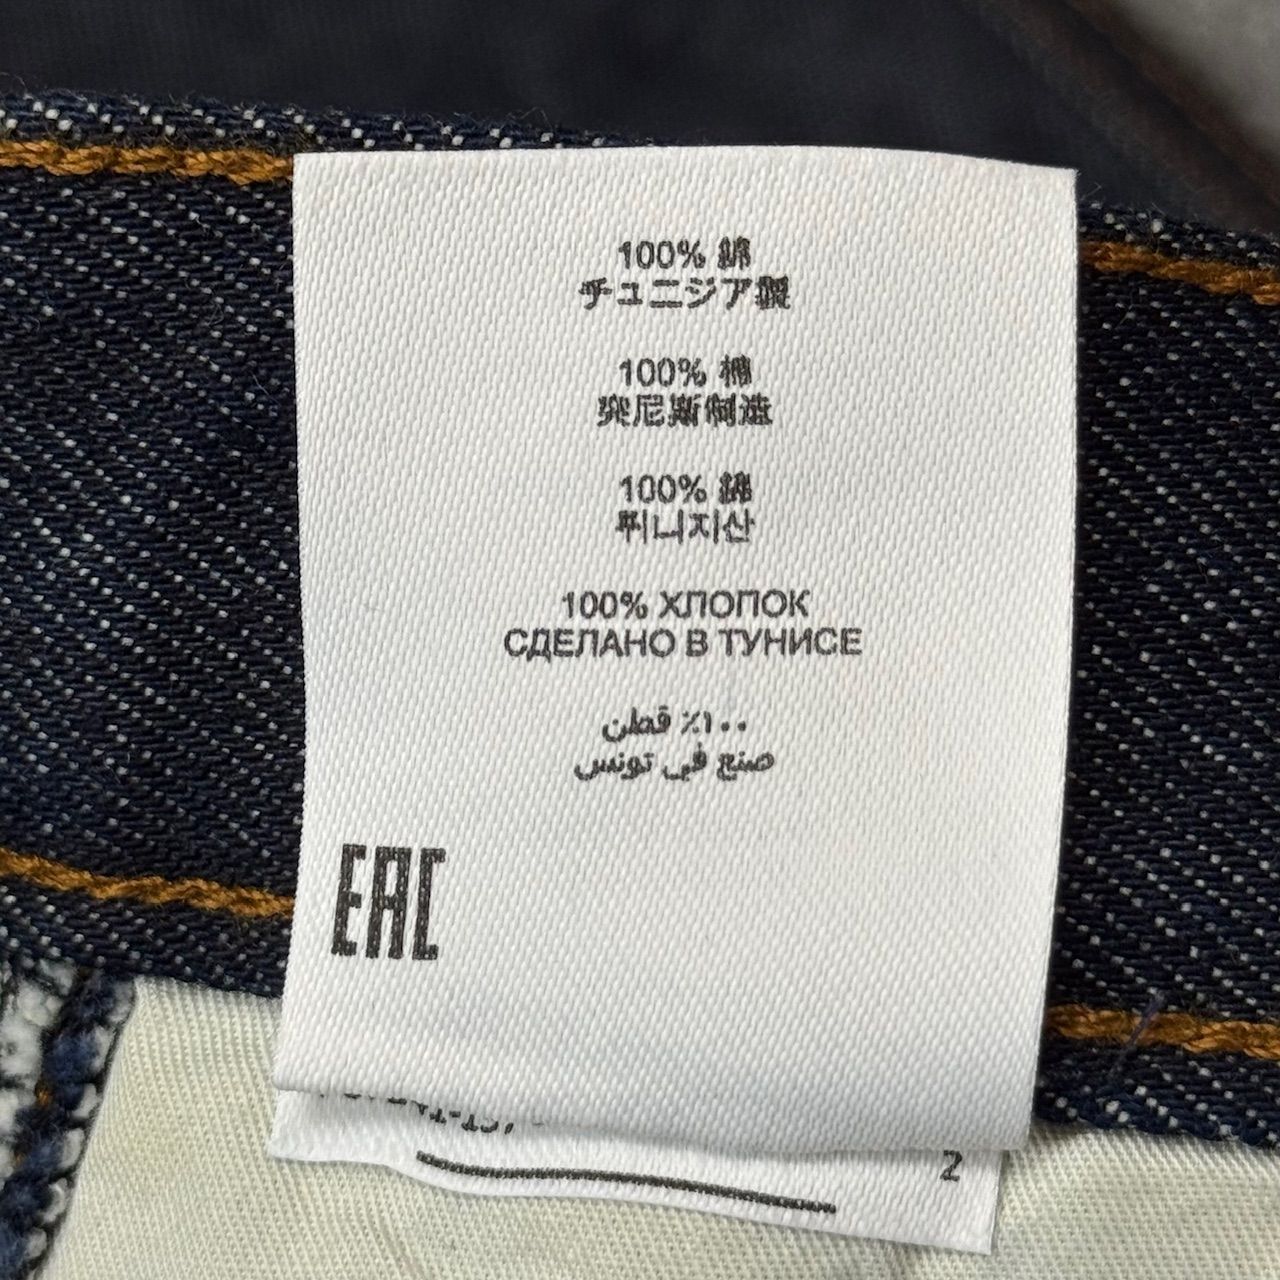 100% 綿
チュニジア製
100% 棉
突尼斯制造
100% 綿
튀니지산
100% ХЛОПОК
СДЕЛАНО В ТУНИСЕ
١٠٠٪ قطن
صنع في تونس
EAC
2